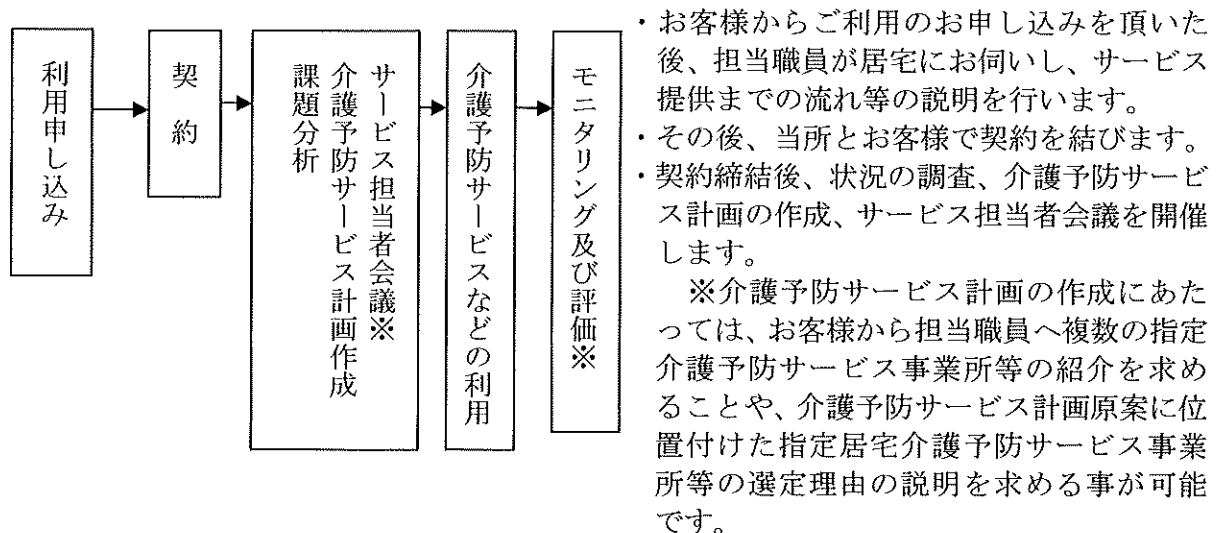 利用申し込み
契約
サービス担当者会議※
介護予防サービス計画作成
課題分析
介護予防サービスなどの利用
モニタリング及び評価※
・お客様からご利用のお申し込みを頂いた
後、担当職員が居宅にお伺いし、サービス
提供までの流れ等の説明を行います。
・その後、当所とお客様で契約を結びます。
・契約締結後、状況の調査、介護予防サービ
ス計画の作成、サービス担当者会議を開催
します。
※介護予防サービス計画の作成にあた
っては、お客様から担当職員へ複数の指定
介護予防サービス事業所等の紹介を求め
ることや、介護予防サービス計画原案に位
置付けた指定居宅介護予防サービス事業
所等の選定理由の説明を求める事が可能
です。